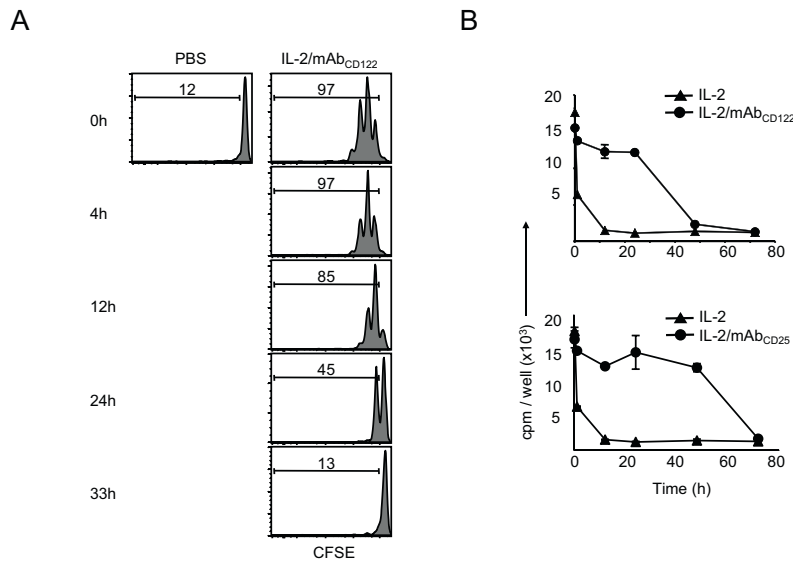 A
B
PBS
IL-2/mAbCD122
0h
12
97
4h
97
12h
85
24h
45
33h
13
CFSE
cpm / well (x10³)
20
15
10
5
IL-2
IL-2/mAbCD122
0
20
40
60
80
20
15
10
5
IL-2
IL-2/mAbCD25
0
20
40
60
80
Time (h)